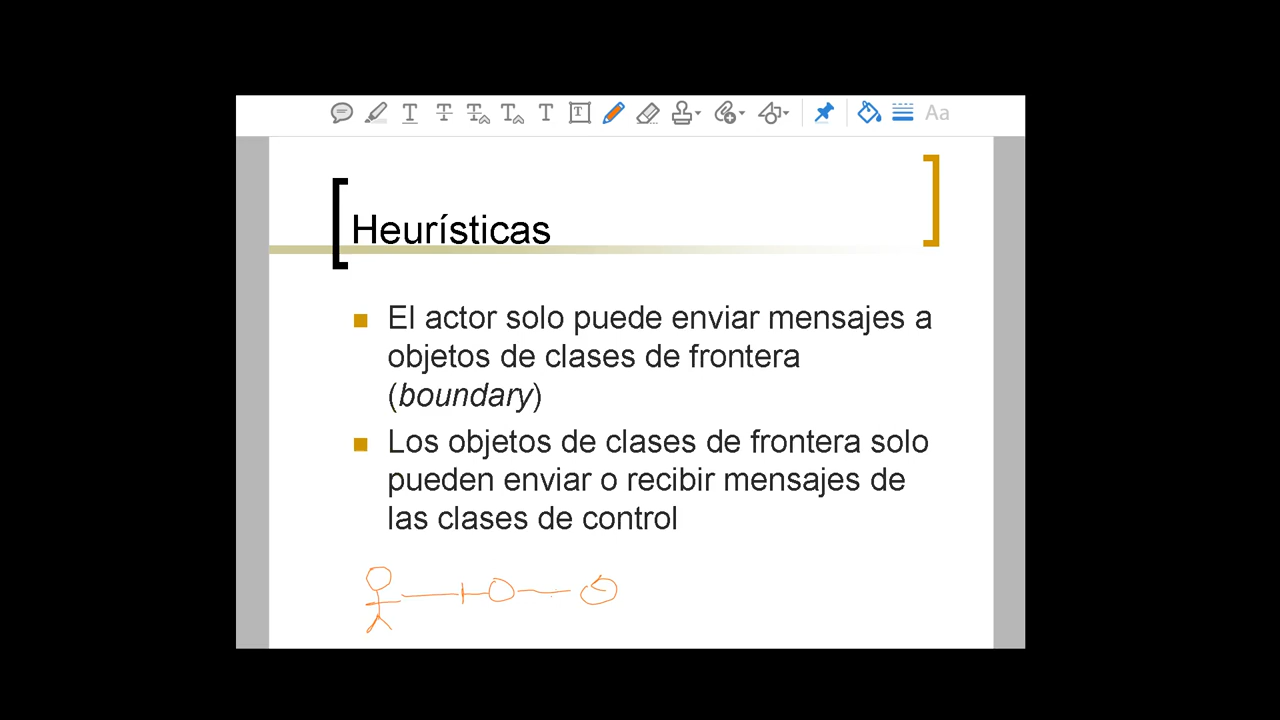 T T T T T T Aa
Heurísticas
El actor solo puede enviar mensajes a
objetos de clases de frontera
(boundary)
Los objetos de clases de frontera solo
pueden enviar o recibir mensajes de
las clases de control